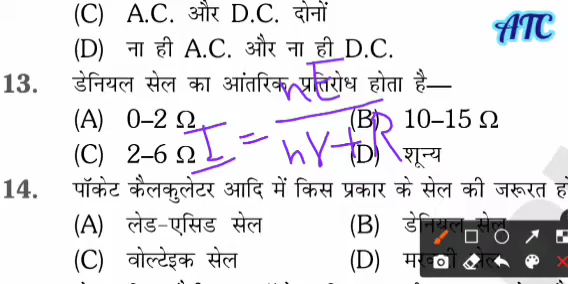 (C) A.C. और D.C. दोनों
ATC
(D) ना ही A.C. और ना ही D.C.
13. डेनियल सेल का आंतरिक प्रतिरोध होता है—
(A) 0–2 Ω (B) 10–15 Ω
(C) 2–6 Ω (D) शून्य
I = nE / nr + R
14. पॉकेट कैलकुलेटर आदि में किस प्रकार के सेल की जरूरत
(A) लेड-एसिड सेल (B) डेनियल सेल
(C) वोल्टेइक सेल (D)